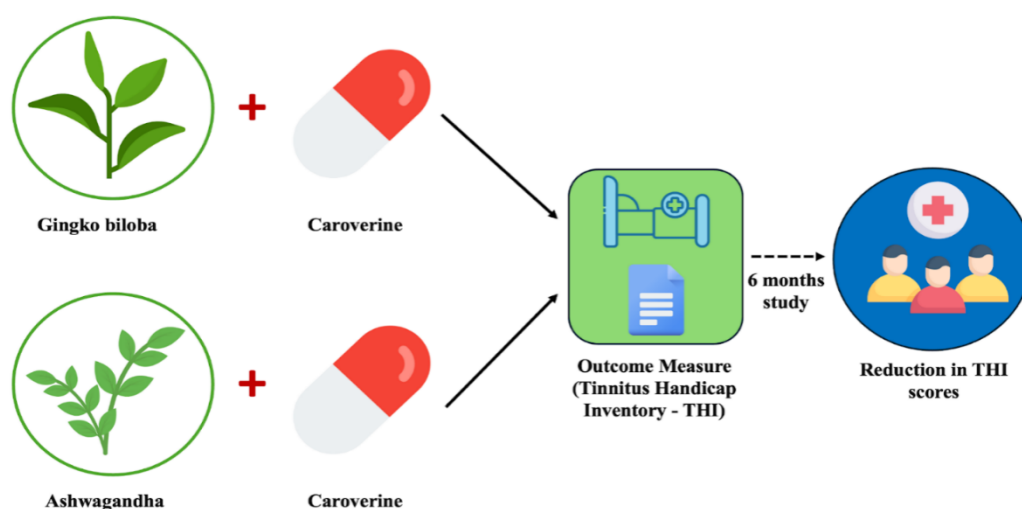 Gingko biloba
Caroverine
Ashwagandha
Caroverine
Outcome Measure
(Tinnitus Handicap
Inventory - THI)
6 months
study
Reduction in THI
scores